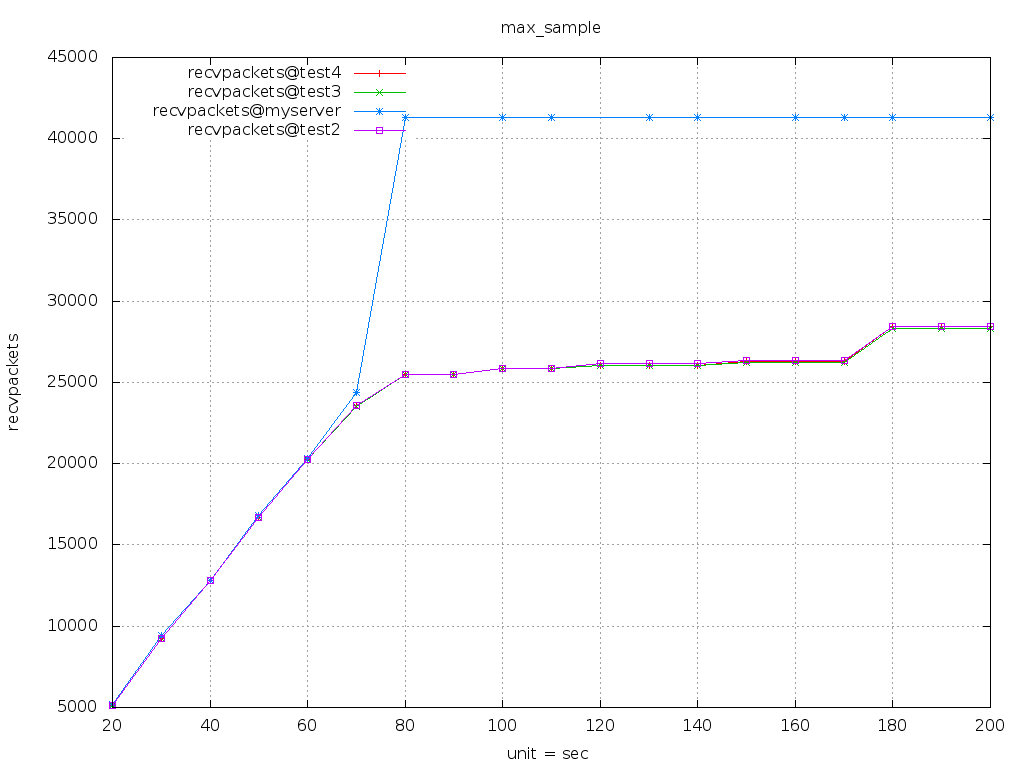 max_sample
45000
40000
35000
30000
25000
20000
15000
10000
5000
recvpackets
recvpackets@test4
recvpackets@test3
recvpackets@myserver
recvpackets@test2
20 40 60 80 100 120 140 160 180 200
unit = sec